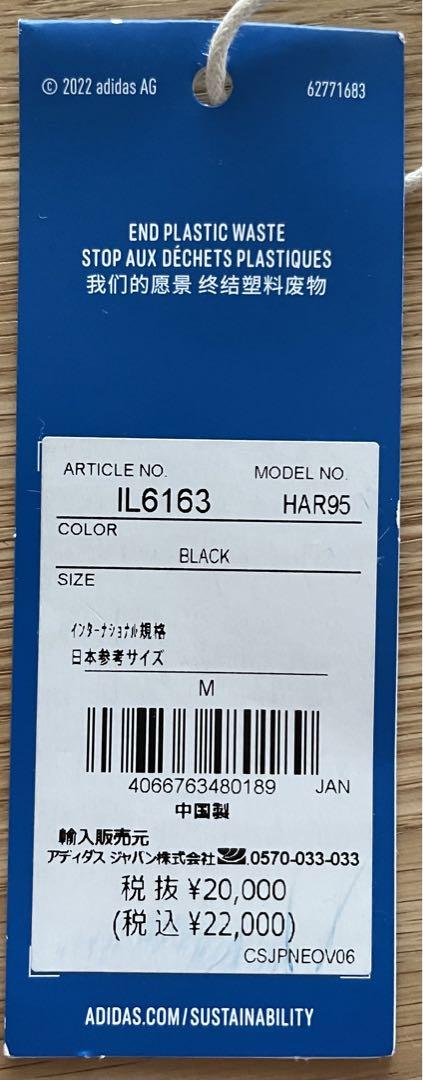 © 2022 adidas AG 62771683
END PLASTIC WASTE
STOP AUX DÉCHETS PLASTIQUES
我们的愿景 终结塑料废物
ARTICLE NO. MODEL NO.
IL6163 HAR95
COLOR
BLACK
SIZE
インターナショナル規格
日本参考サイズ
M
4066763480189 JAN
中国製
輸入販売元
アディダス ジャパン株式会社 0570-033-033
税抜 ¥20,000
(税込 ¥22,000)
CSJPNEOV06
ADIDAS.COM/SUSTAINABILITY